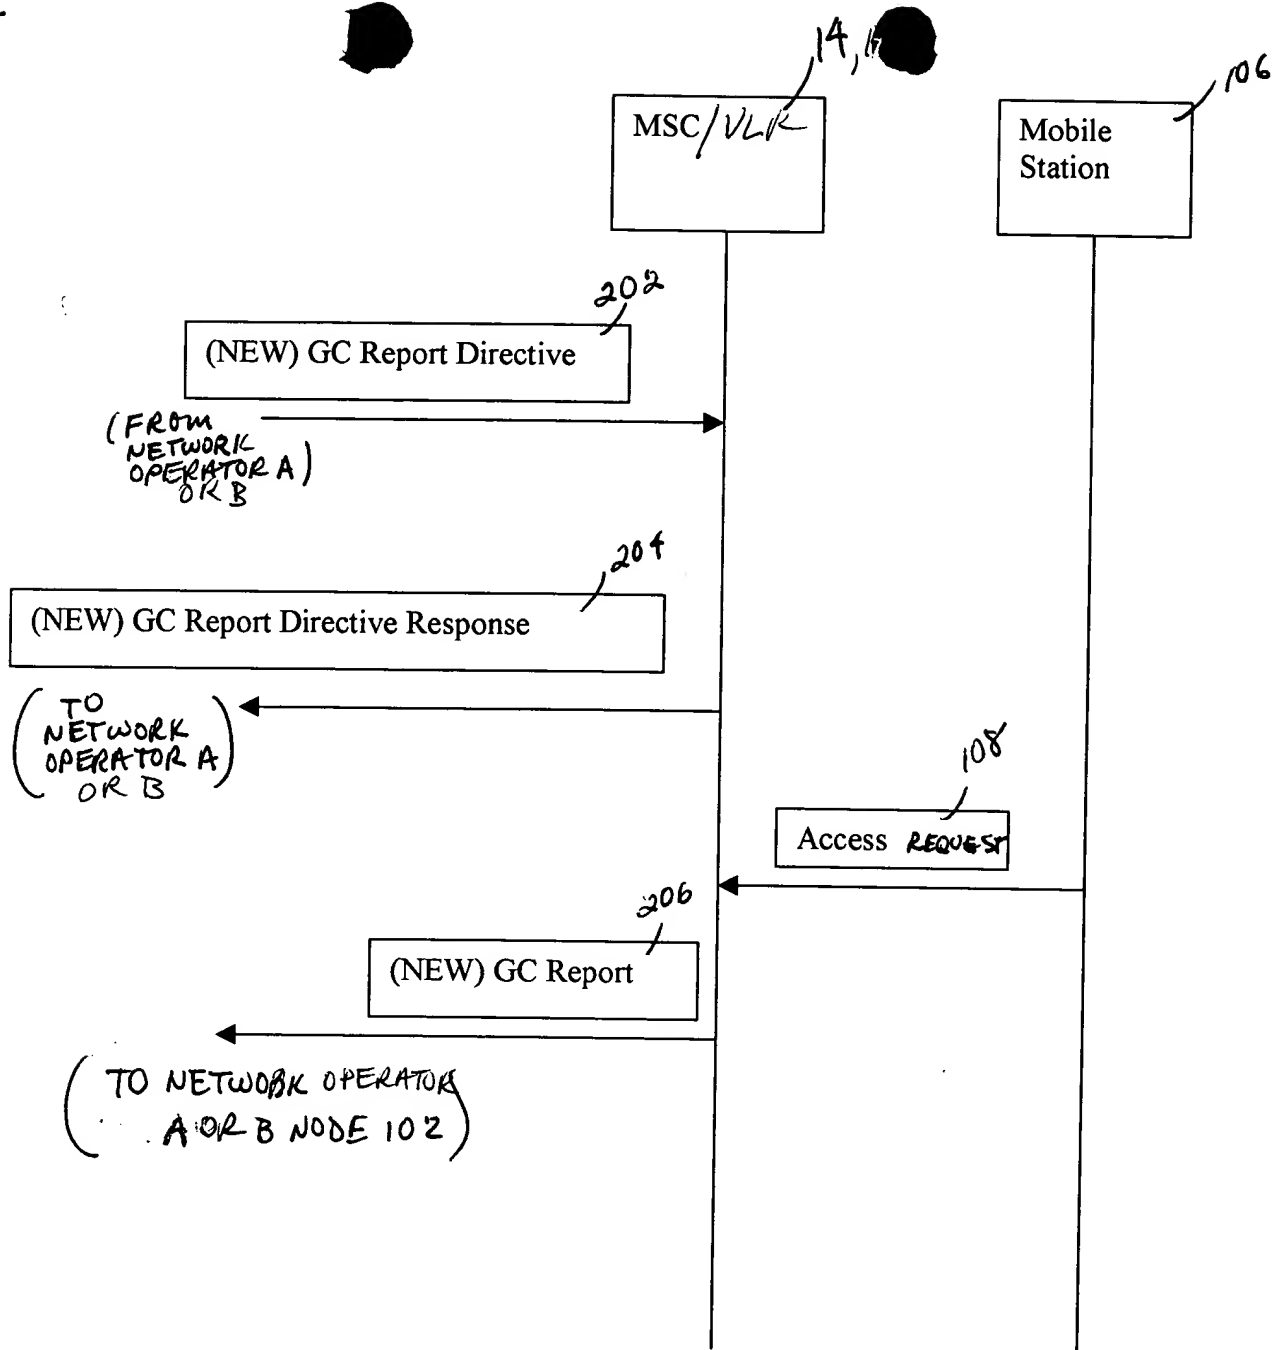 14,
106
MSC/VLR
Mobile
Station
202
(NEW) GC Report Directive
(FROM
NETWORK
OPERATOR A)
OR B
204
(NEW) GC Report Directive Response
(TO
NETWORK
OPERATOR A
OR B)
108
Access REQUEST
206
(NEW) GC Report
(TO NETWORK OPERATOR
A OR B NODE 102)